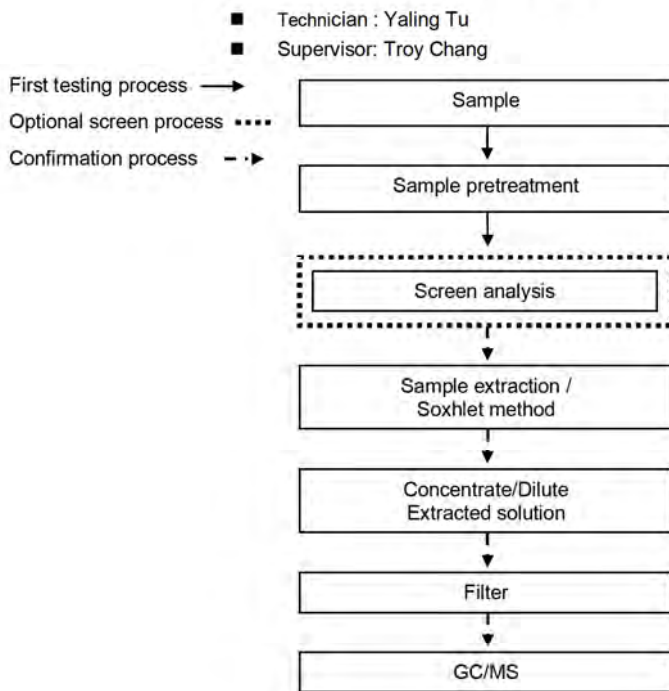 Technician : Yaling Tu
Supervisor: Troy Chang
First testing process
Optional screen process
Confirmation process
Sample
Sample pretreatment
Screen analysis
Sample extraction /
Soxhlet method
Concentrate/Dilute
Extracted solution
Filter
GC/MS